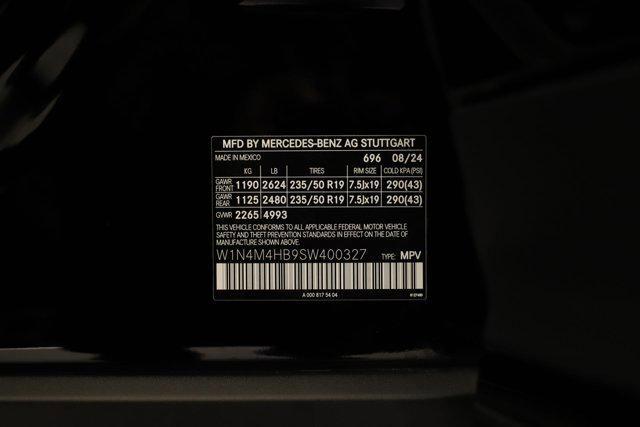 MFD BY MERCEDES-BENZ AG STUTTGART
MADE IN MEXICO 696 08/24
KG LB TIRES RIM SIZE COLD KPA (PSI)
GAWR FRONT 1190 2624 235/50 R19 7.5Jx19 290(43)
GAWR REAR 1125 2480 235/50 R19 7.5Jx19 290(43)
GVWR 2265 4993
THIS VEHICLE CONFORMS TO ALL APPLICABLE FEDERAL MOTOR VEHICLE
SAFETY AND THEFT PREVENTION STANDARDS IN EFFECT ON THE DATE
OF MANUFACTURE SHOWN ABOVE.
W1N4M4HB9SW400327 TYPE: MPV
A 000 817 54 04